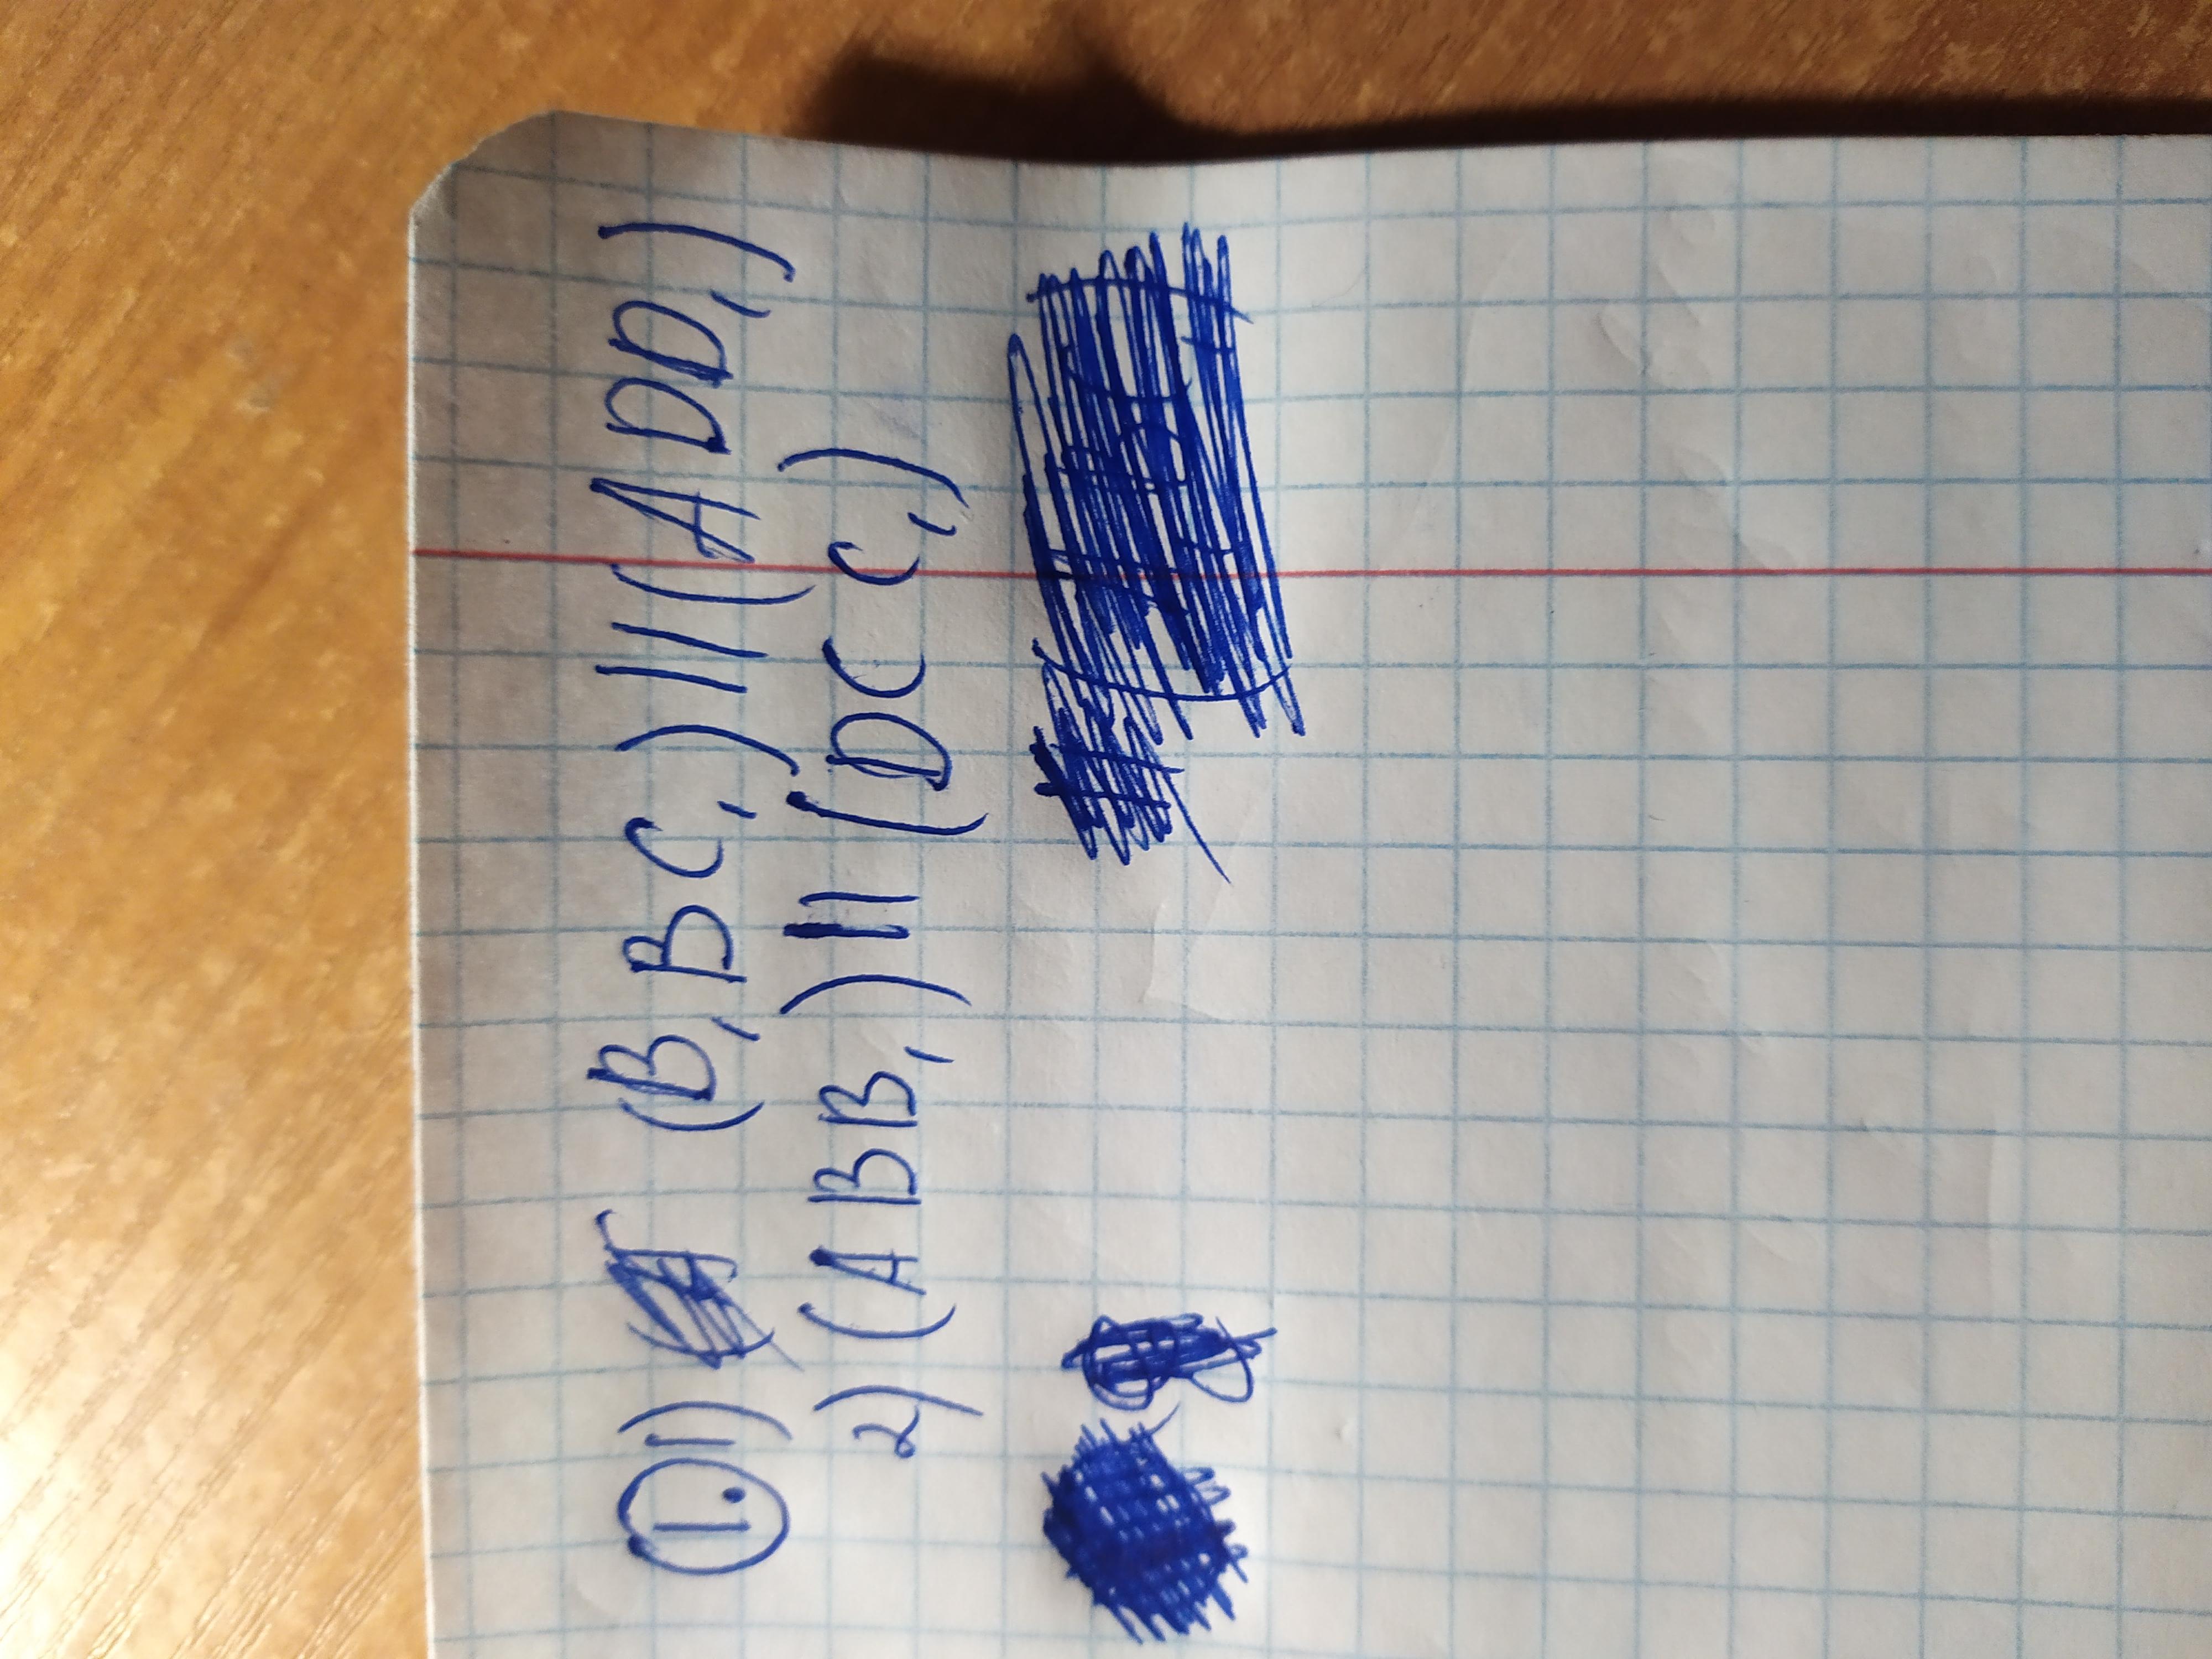 1. 1) (B₁BC₁) || (ADD₁)
2) (ABB₁) || (DCC₁)